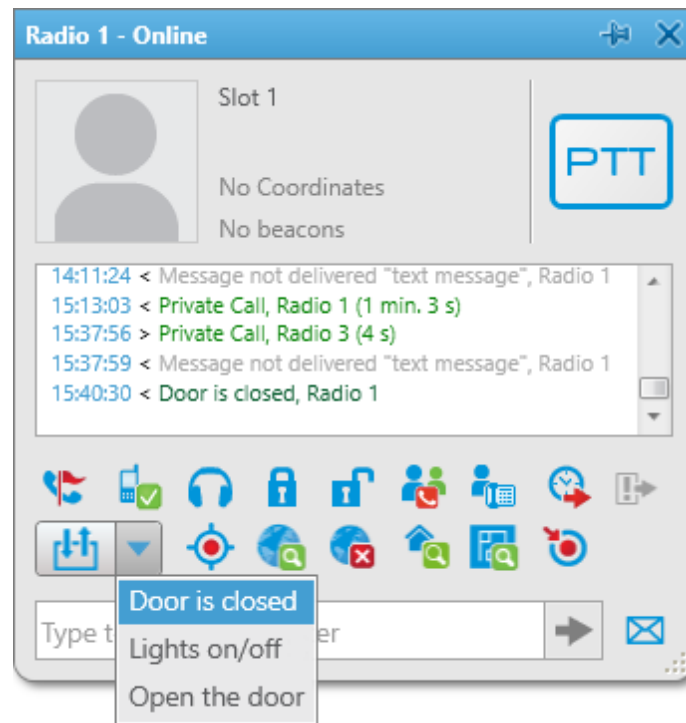 Radio 1 - Online
Slot 1
PTT
No Coordinates
No beacons
14:11:24 < Message not delivered "text message", Radio 1
15:13:03 < Private Call, Radio 1 (1 min. 3 s)
15:37:56 > Private Call, Radio 3 (4 s)
15:37:59 < Message not delivered "text message", Radio 1
15:40:30 < Door is closed, Radio 1
Door is closed
Type
Lights on/off
Open the door